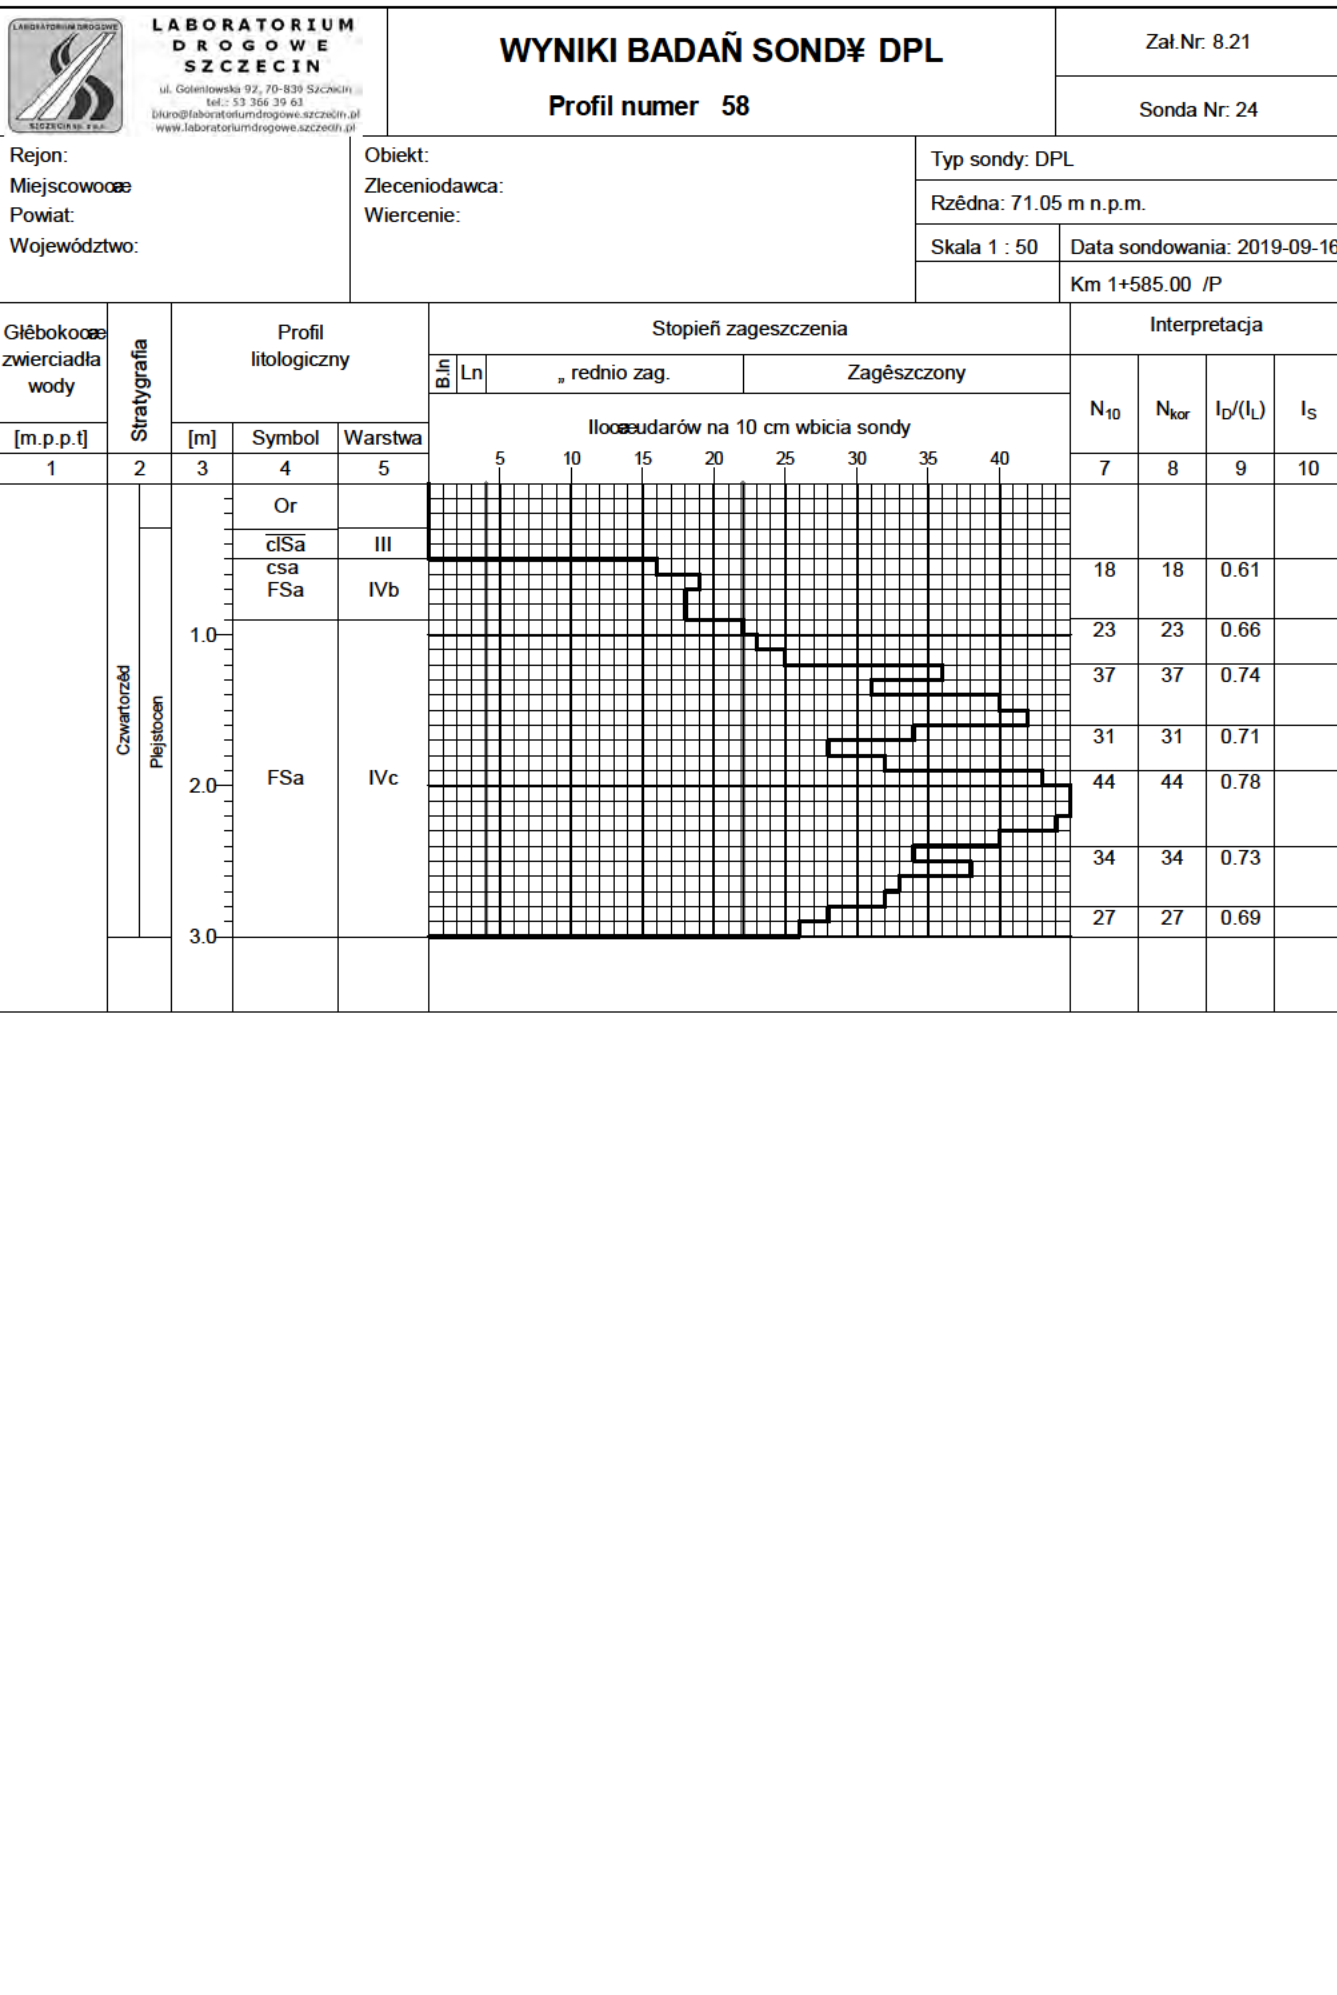 LABORATORIUM DROGOWE
SZCZECIN sp. z o.o.
LABORATORIUM
DROGOWE
SZCZECIN
ul. Goleniowska 92, 70-830 Szczecin
tel.: 53 366 39 63
biuro@laboratoriumdrogowe.szczecin.pl
www.laboratoriumdrogowe.szczecin.pl
WYNIKI BADAÑ SOND¥ DPL
Profil numer 58
Zał.Nr: 8.21
Sonda Nr: 24
Rejon:
Miejscowoœæ
Powiat:
Województwo:
Obiekt:
Zleceniodawca:
Wiercenie:
Typ sondy: DPL
Rzêdna: 71.05 m n.p.m.
Skala 1 : 50
Data sondowania: 2019-09-16
Km 1+585.00 /P
Głêbokoœæ
zwierciadła
wody
[m.p.p.t]
Stratygrafia
Profil
litologiczny
[m]
Symbol
Warstwa
Stopieñ zageszczenia
B.ln
Ln
„ rednio zag.
Zagêszczony
Iloœæ udarów na 10 cm wbicia sondy
5 10 15 20 25 30 35 40
Interpretacja
N10
Nkor
ID/(IL)
IS
1 2 3 4 5 7 8 9 10
Or
clSa III
csa
FSa IVb
18 18 0.61
1.0
23 23 0.66
37 37 0.74
31 31 0.71
Czwartorzêd
Plejstocen
2.0
FSa IVc
44 44 0.78
34 34 0.73
27 27 0.69
3.0